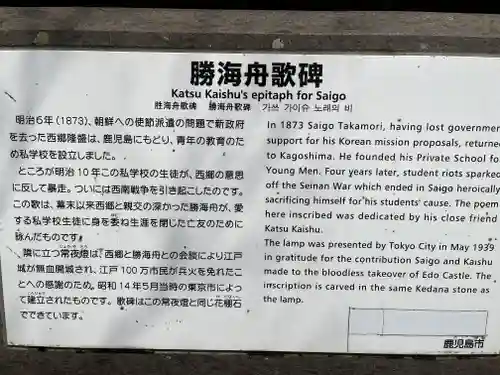 勝海舟歌碑
Katsu Kaishu's epitaph for Saigo
胜海舟歌碑 勝海舟歌碑 가쓰 가이슈 노래의 비
明治6年(1873)、朝鮮への使節派遣の問題で新政府
を去った西郷隆盛は、鹿児島にもどり、青年の教育のた
め私学校を設立しました。
ところが明治10年この私学校の生徒が、西郷の意思
に反して暴走。ついには西南戦争を引き起こしたのです。
この歌は、幕末以来西郷と親交の深かった勝海舟が、愛
する私学校生徒に身を委ね生涯を閉じた亡友のために
詠んだものです。
隣に立つ常夜燈は、西郷と勝海舟との会談により江戸
城が無血開城され、江戸100万市民が兵火を免れたこ
とへの感謝のため。昭和14年5月当時の東京市によっ
て建立されたものです。歌碑はこの常夜燈と同じ花棚石
でできています。
In 1873 Saigo Takamori, having lost governmen
support for his Korean mission proposals, returne
to Kagoshima. He founded his Private School fo
Young Men. Four years later, student riots sparked
off the Seinan War which ended in Saigo heroically
sacrificing himself for his students' cause. The poem
here inscribed was dedicated by his close friend
Katsu Kaishu.
The lamp was presented by Tokyo City in May 1939
in gratitude for the contribution Saigo and Kaishu
made to the bloodless takeover of Edo Castle. The
inscription is carved in the same Kedana stone as
the lamp.
鹿児島市